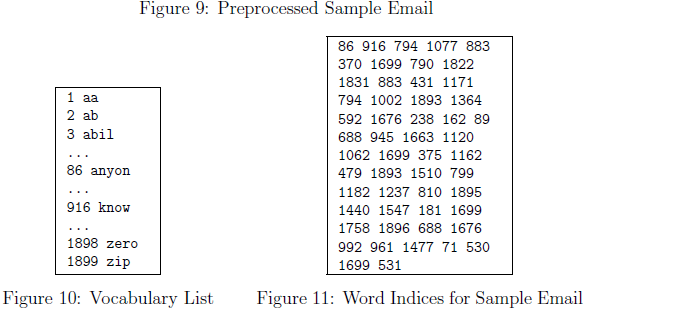 Figure 9: Preprocessed Sample Email
1 aa
2 ab
3 abil
...
86 anyon
...
916 know
...
1898 zero
1899 zip
Figure 10: Vocabulary List
86 916 794 1077 883
370 1699 790 1822
1831 883 431 1171
794 1002 1893 1364
592 1676 238 162 89
688 945 1663 1120
1062 1699 375 1162
479 1893 1510 799
1182 1237 810 1895
1440 1547 181 1699
1758 1896 688 1676
992 961 1477 71 530
1699 531
Figure 11: Word Indices for Sample Email